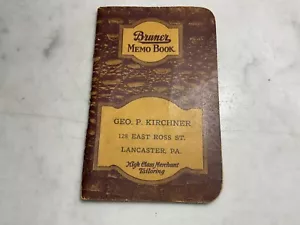 Bruner
MEMO BOOK
GEO. P. KIRCHNER
128 EAST ROSS ST.
LANCASTER, PA.
High Class Merchant
Tailoring